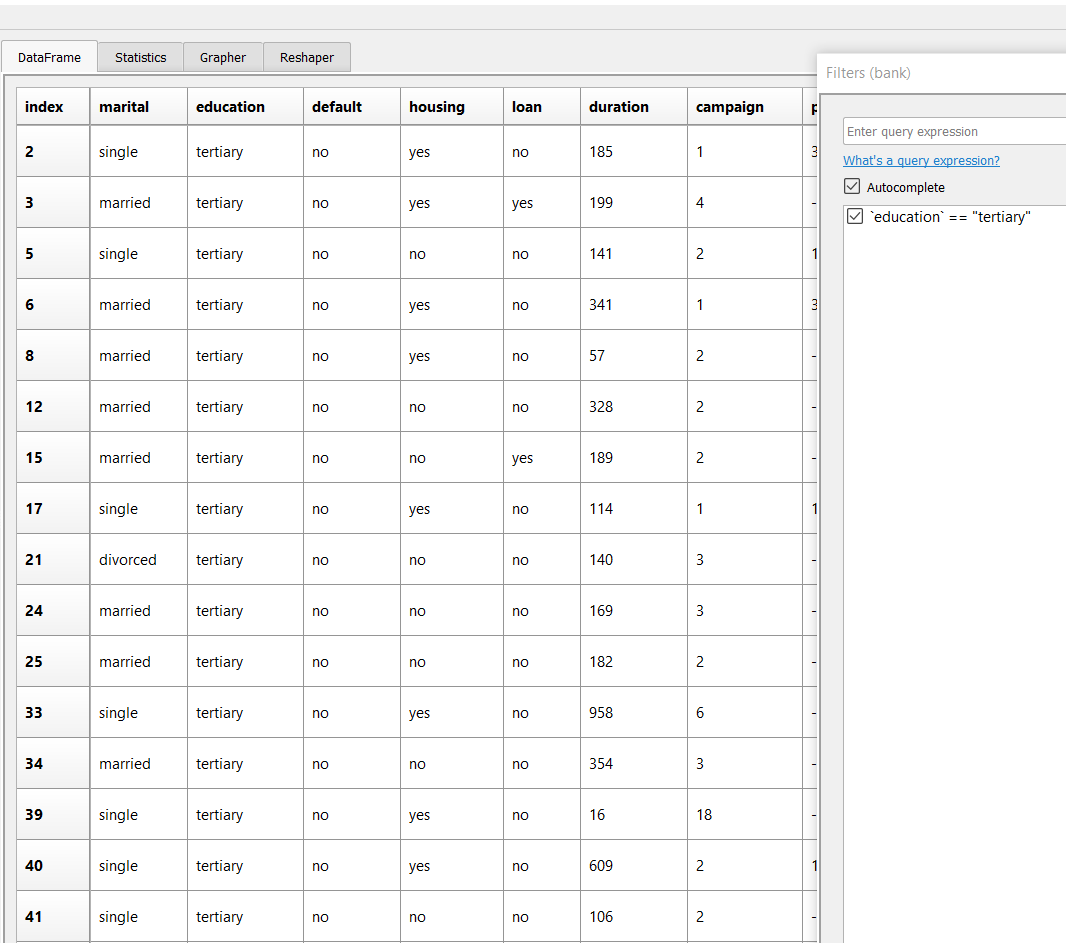 DataFrame Statistics Grapher Reshaper
Filters (bank)
index marital education default housing loan duration campaign
Enter query expression
2 single tertiary no yes no 185 1 3
What's a query expression?
Autocomplete
3 married tertiary no yes yes 199 4 -
`education` == "tertiary"
5 single tertiary no no no 141 2 1
6 married tertiary no yes no 341 1 3
8 married tertiary no yes no 57 2 -
12 married tertiary no no no 328 2 -
15 married tertiary no no yes 189 2 -
17 single tertiary no yes no 114 1 1
21 divorced tertiary no no no 140 3 -
24 married tertiary no no no 169 3 -
25 married tertiary no no no 182 2 -
33 single tertiary no yes no 958 6 -
34 married tertiary no no no 354 3 -
39 single tertiary no yes no 16 18 -
40 single tertiary no yes no 609 2 1
41 single tertiary no no no 106 2 -